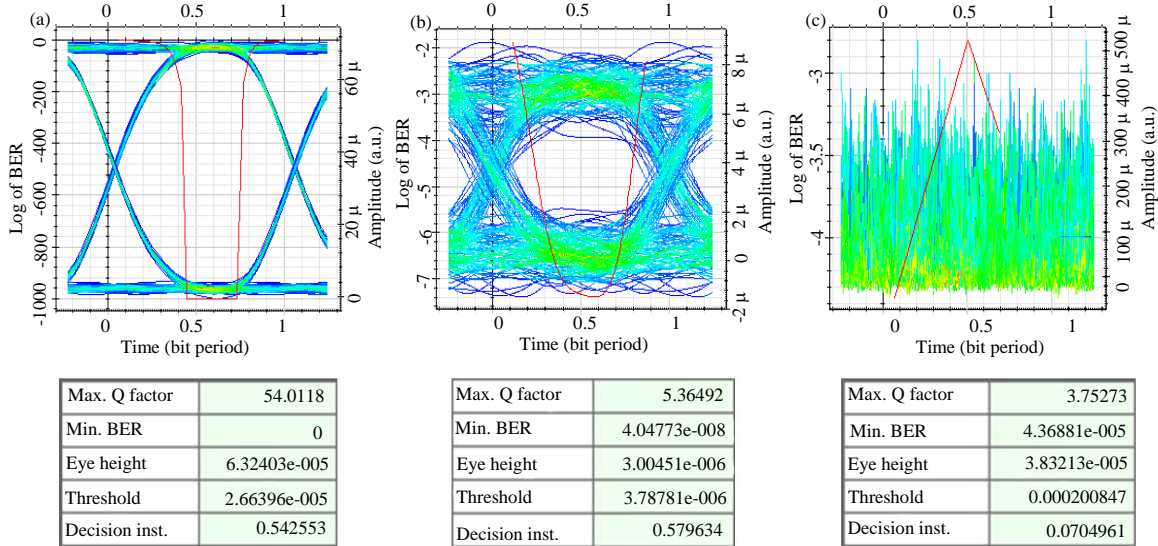 (a)
0 0.5 1
0
-200
-400
-600
-800
-1000
Log of BER
60 µ
40 µ
20 µ
0
Amplitude (a.u.)
0 0.5 1
Time (bit period)
Max. Q factor 54.0118
Min. BER 0
Eye height 6.32403e-005
Threshold 2.66396e-005
Decision inst. 0.542553
(b)
0 0.5 1
-2
-3
-4
-5
-6
-7
Log of BER
8 µ
6 µ
4 µ
2 µ
0
-2 µ
Amplitude (a.u.)
0 0.5 1
Time (bit period)
Max. Q factor 5.36492
Min. BER 4.04773e-008
Eye height 3.00451e-006
Threshold 3.78781e-006
Decision inst. 0.579634
(c)
0 0.5 1
-3
-3.5
-4
Log of BER
500 µ
400 µ
300 µ
200 µ
100 µ
0
Amplitude (a.u.)
0 0.5 1
Time (bit period)
Max. Q factor 3.75273
Min. BER 4.36881e-005
Eye height 3.83213e-005
Threshold 0.000200847
Decision inst. 0.0704961